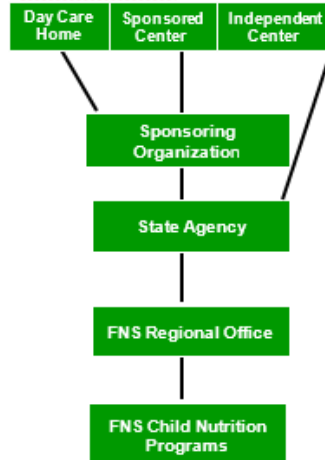 Day Care
Home
Sponsored
Center
Independent
Center
Sponsoring
Organization
State Agency
FNS Regional Office
FNS Child Nutrition
Programs